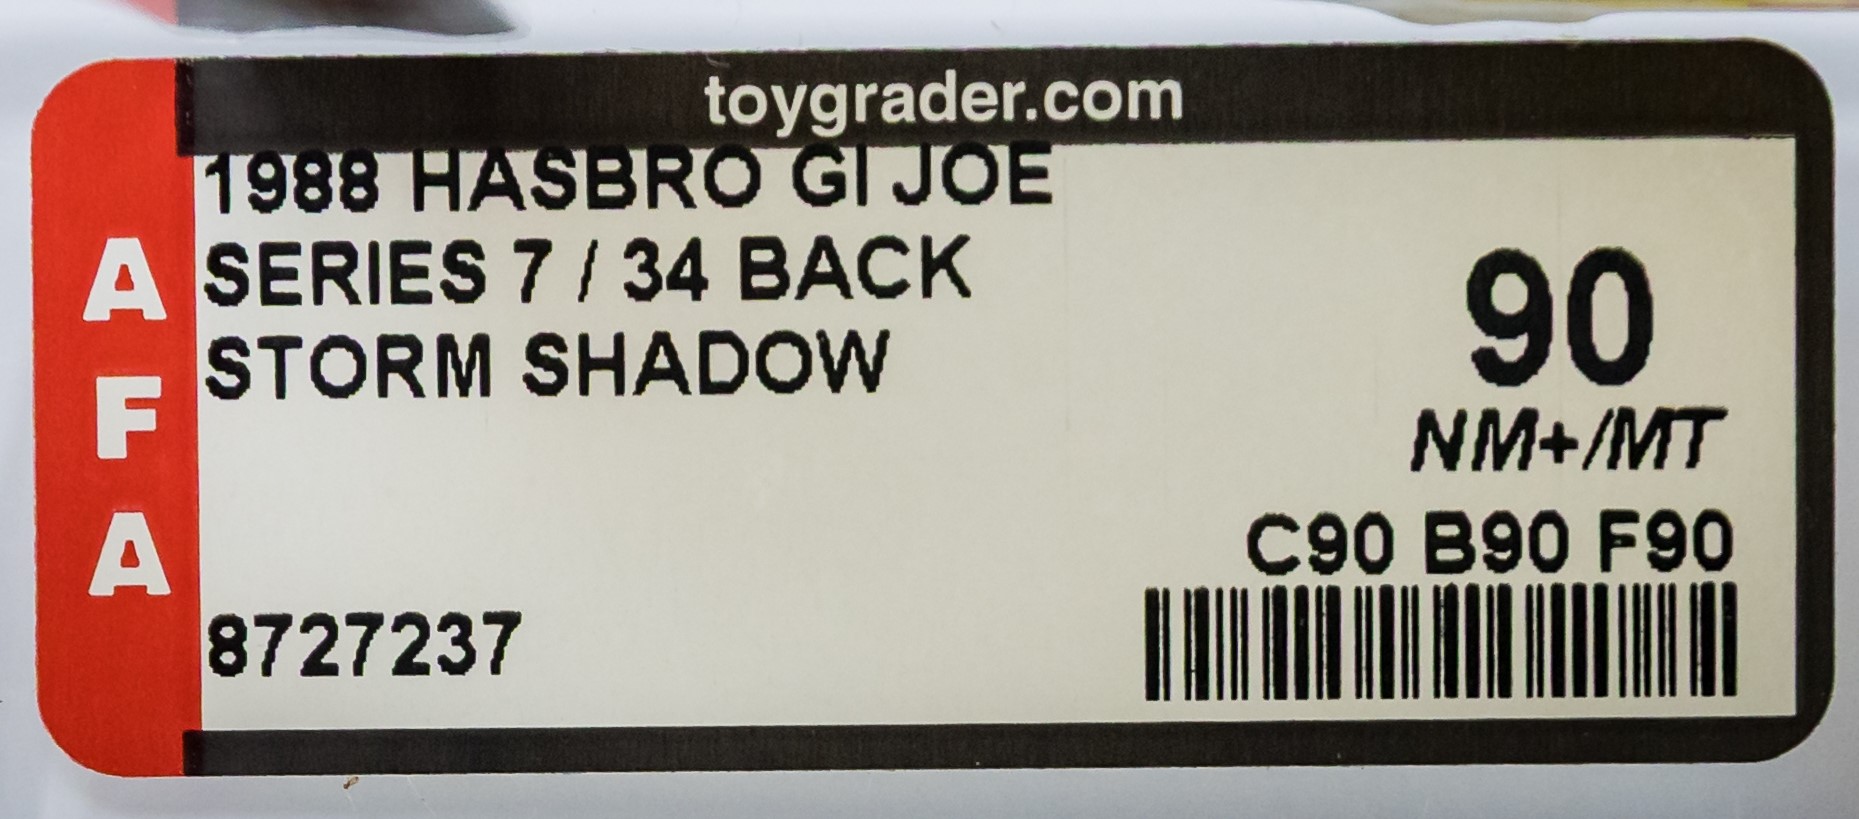 toygrader.com
1988 HASBRO GI JOE
SERIES 7 / 34 BACK
STORM SHADOW
90
NM+/MT
C90 B90 F90
8727237
AFA